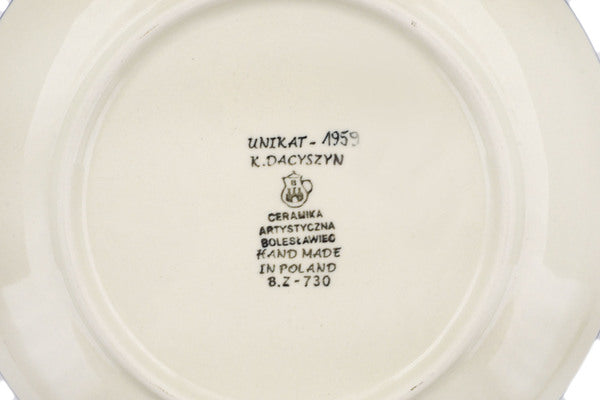 UNIKAT - 1959
K. DACYSZYN
B
CERAMIKA
ARTYSTYCZNA
BOLESŁAWIEC
HAND MADE
IN POLAND
B.Z - 730